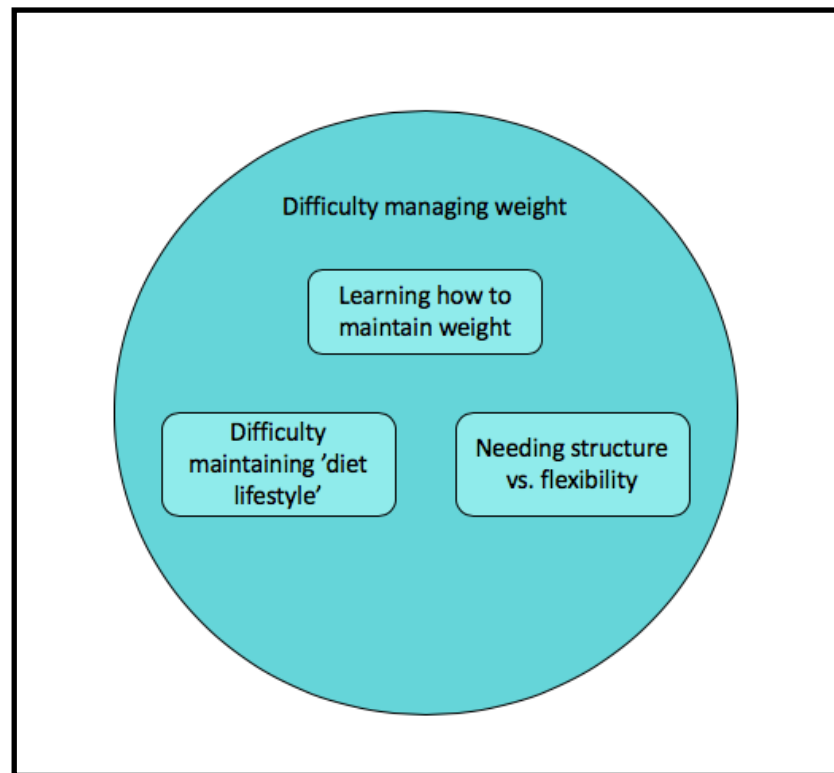 Difficulty managing weight
Learning how to
maintain weight
Difficulty
maintaining ’diet
lifestyle’
Needing structure
vs. flexibility